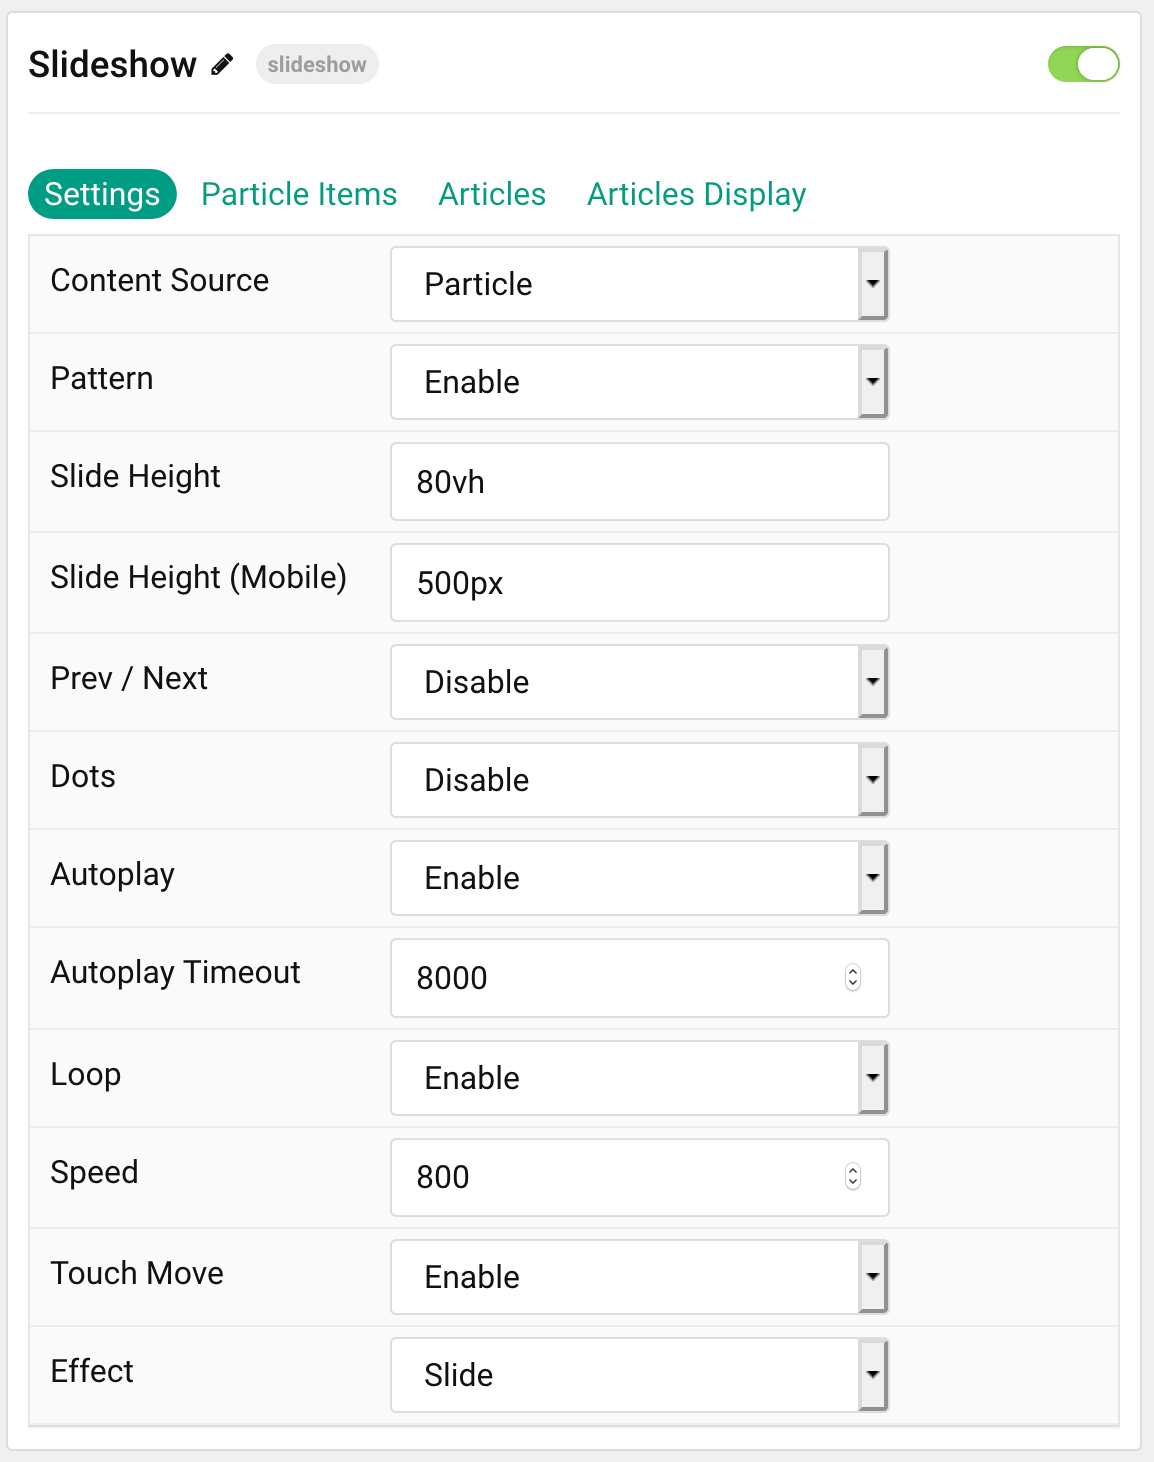 Slideshow slideshow
Settings Particle Items Articles Articles Display
Content Source Particle
Pattern Enable
Slide Height 80vh
Slide Height (Mobile) 500px
Prev / Next Disable
Dots Disable
Autoplay Enable
Autoplay Timeout 8000
Loop Enable
Speed 800
Touch Move Enable
Effect Slide